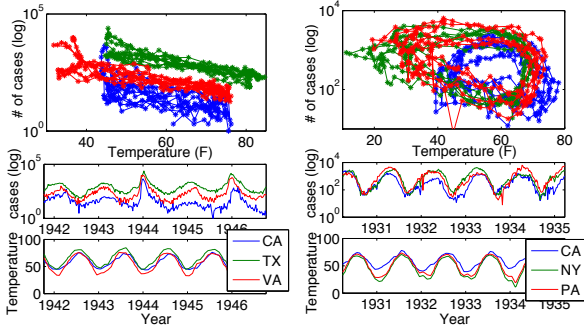 10^5
10^0
# of cases (log)
40
60
80
Temperature (F)
10^4
10^2
# of cases (log)
20
40
60
80
Temperature (F)
10^5
10^0
cases (log)
1942
1943
1944
1945
1946
10^4
10^2
10^0
cases (log)
1931
1932
1933
1934
1935
100
50
0
Temperature
1942
1943
1944
1945
1946
Year
CA
TX
VA
100
50
0
Temperature
1931
1932
1933
1934
1935
Year
CA
NY
PA